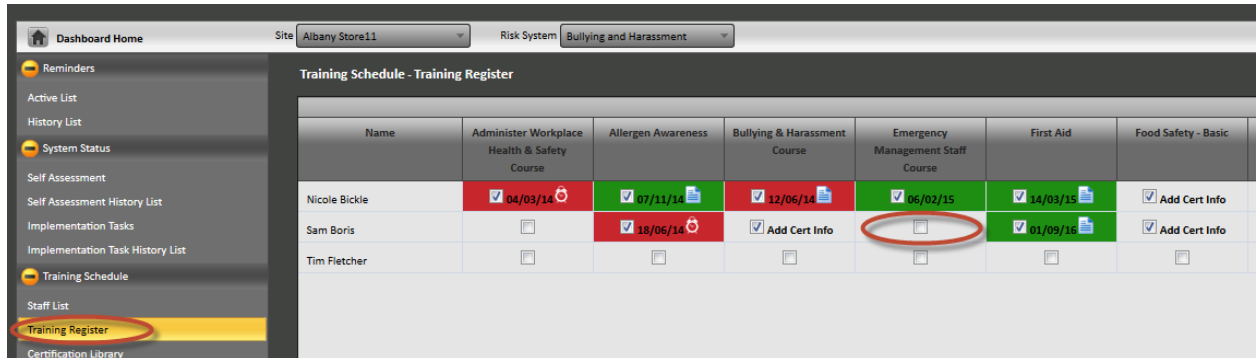 Dashboard Home
Site Albany Store11 Risk System Bullying and Harassment
Reminders
Active List
History List
System Status
Self Assessment
Self Assessment History List
Implementation Tasks
Implementation Task History List
Training Schedule
Staff List
Training Register
Certification Library
Training Schedule - Training Register
Name
Administer Workplace
Health & Safety
Course
Allergen Awareness
Bullying & Harassment
Course
Emergency
Management Staff
Course
First Aid
Food Safety - Basic
Nicole Bickle 04/03/14 07/11/14 12/06/14 06/02/15 14/03/15 Add Cert Info
Sam Boris 18/06/14 Add Cert Info 01/09/16 Add Cert Info
Tim Fletcher